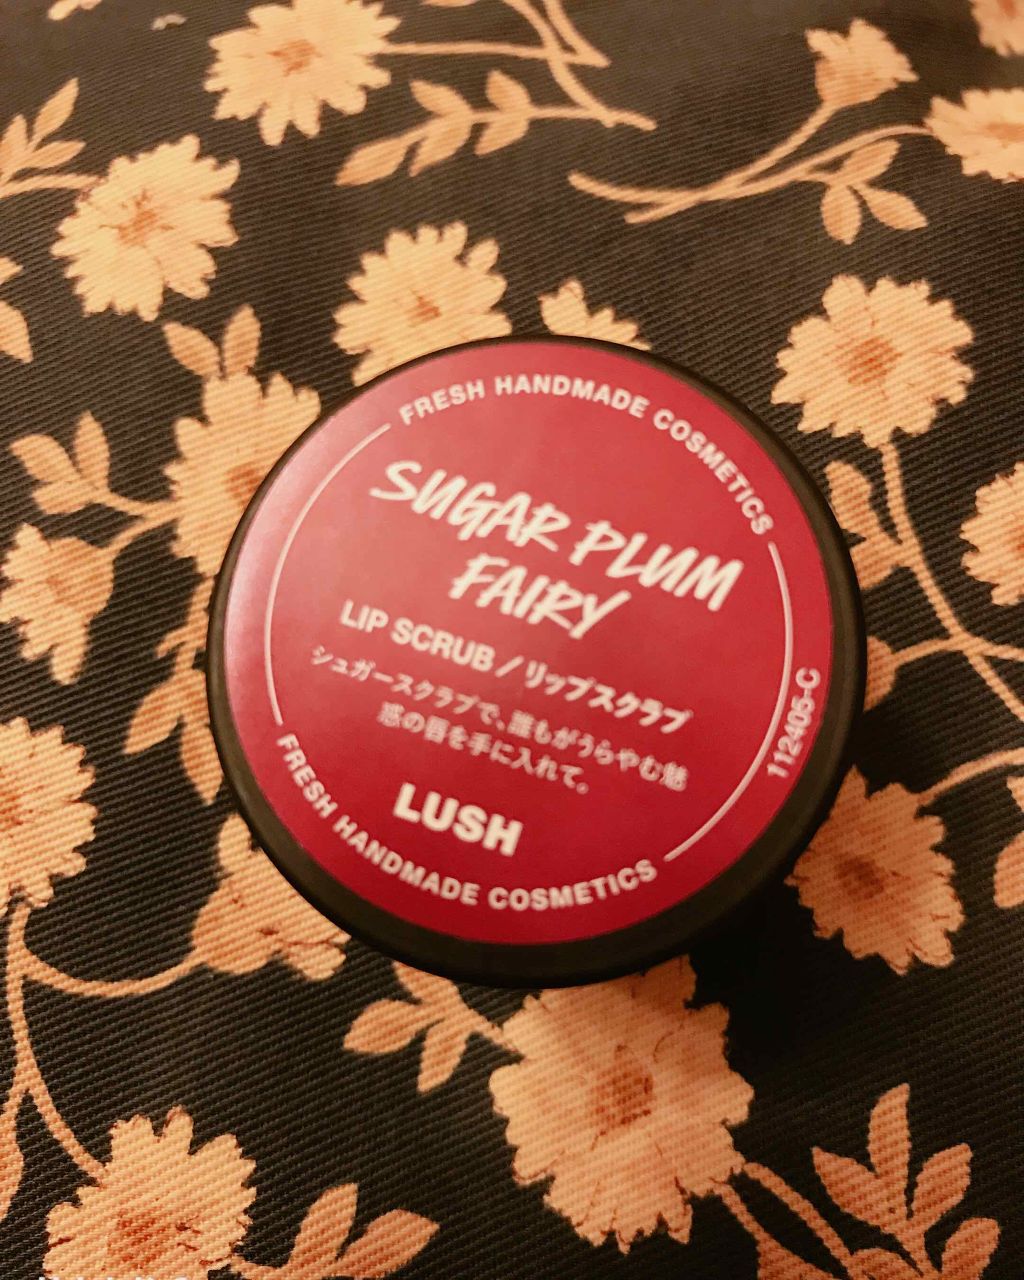 FRESH HANDMADE COSMETICS
SUGAR PLUM
FAIRY
LIP SCRUB / リップスクラブ
シュガースクラブで、誰もがうらやむ魅
惑の唇を手に入れて。
LUSH
FRESH HANDMADE COSMETICS
112405-C